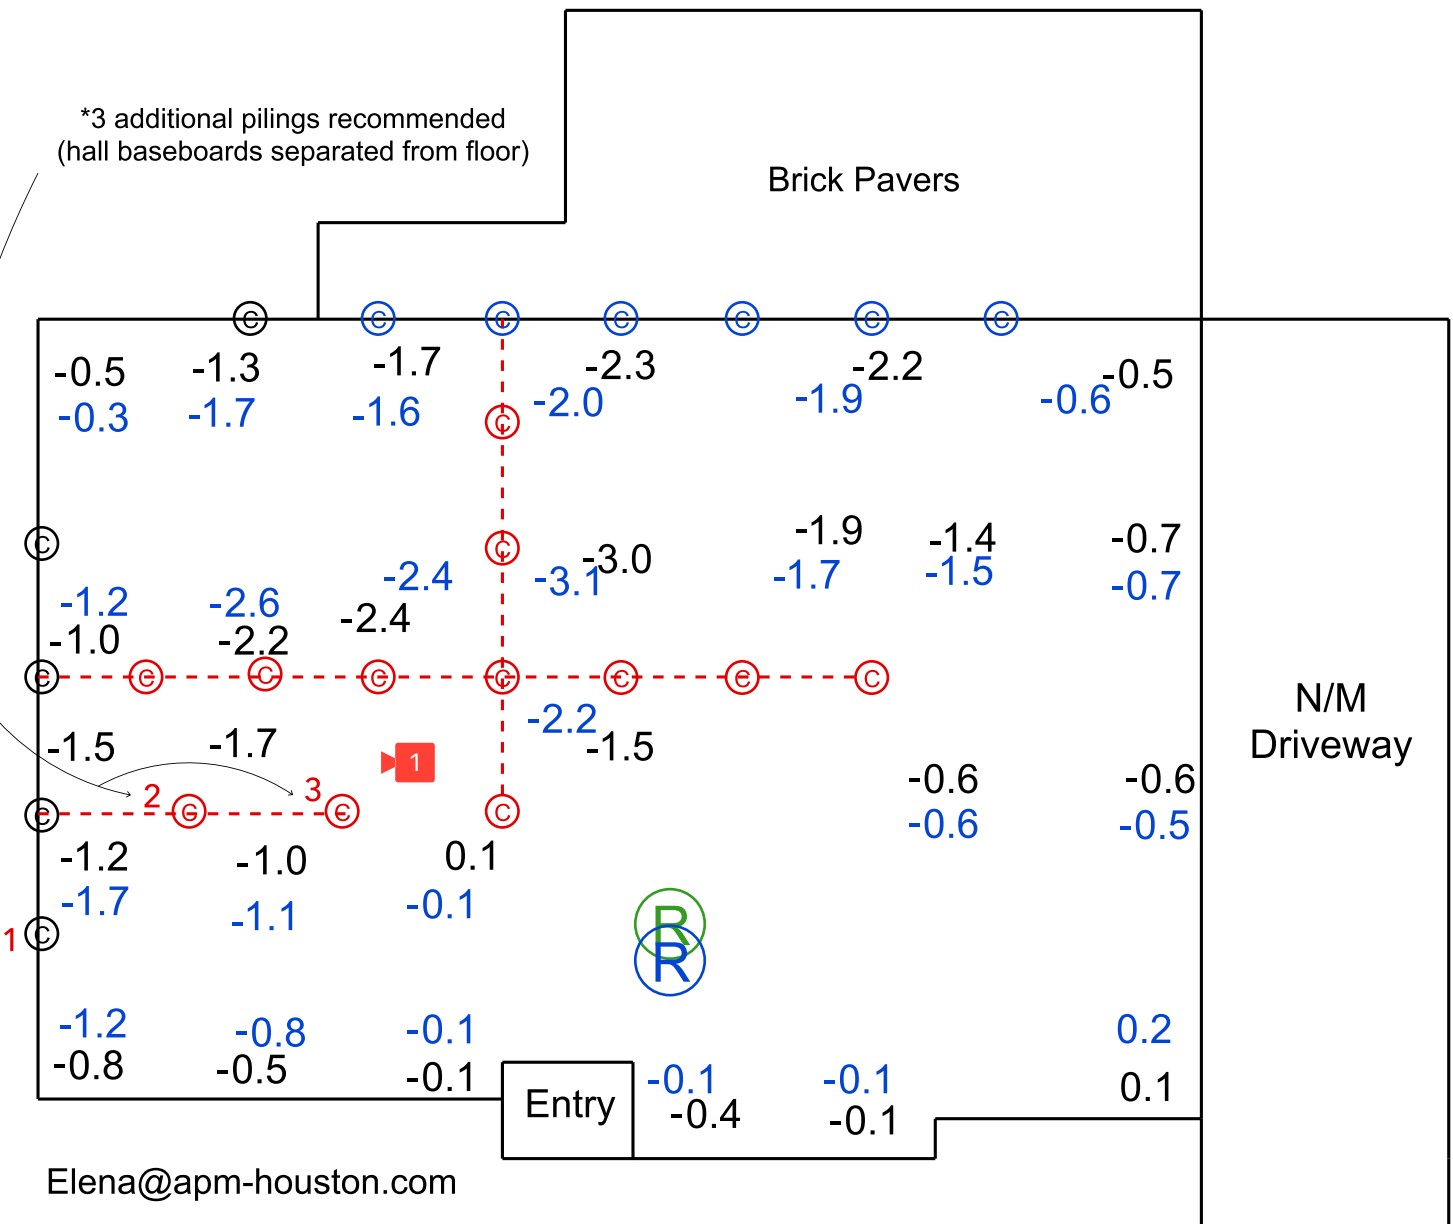 *3 additional pilings recommended
(hall baseboards separated from floor)
Brick Pavers
C C C C C C C
-0.5 -1.3 -1.7 -2.3 -2.2 -0.5
-0.3 -1.7 -1.6 -2.0 -1.9 -0.6
C
C C
-1.9 -1.4 -0.7
-3.0
-2.4 -3.1 -1.7 -1.5 -0.7
-1.2 -2.6
-2.4
-1.0 -2.2
C C C C C C C C
N/M
Driveway
-2.2
-1.5 -1.7 -1.5
1
-0.6 -0.6
2 3
C C C C
-0.6 -0.5
-1.2 -1.0 0.1
-1.7 -1.1 -0.1
R
1 C
R
-1.2 -0.8 -0.1 0.2
-0.8 -0.5 -0.1
-0.1 -0.1 0.1
Entry
-0.4 -0.1
Elena@apm-houston.com